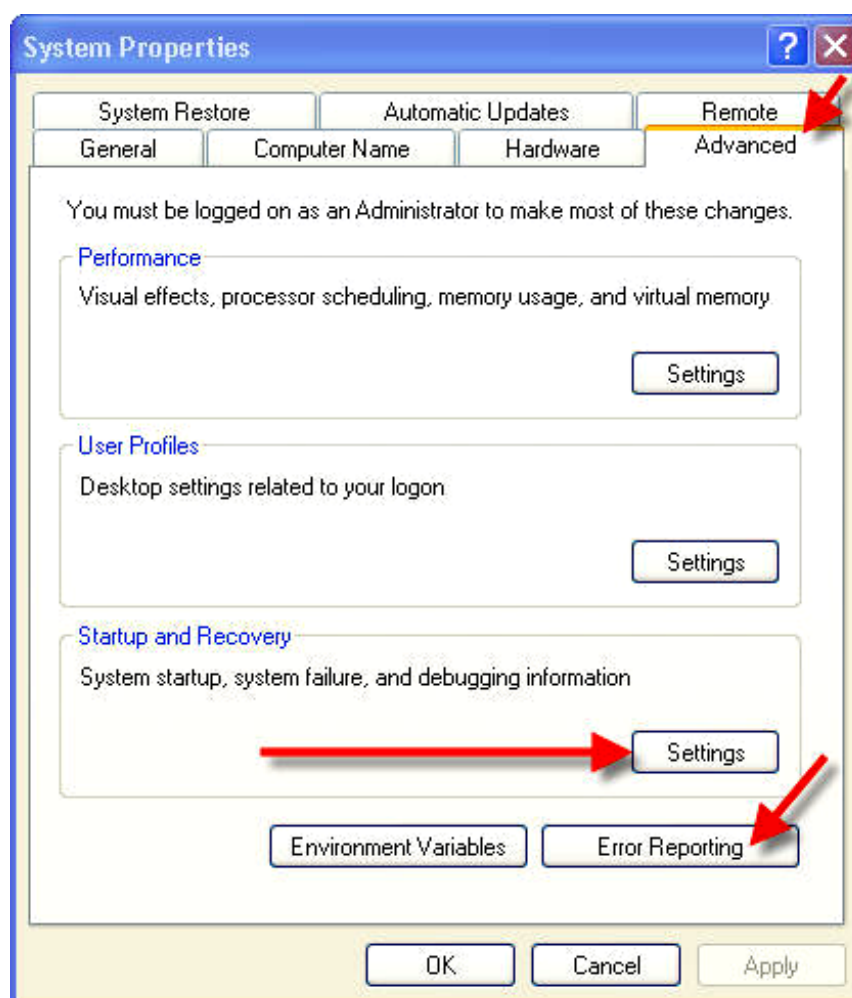 System Properties
?
System Restore Automatic Updates Remote
General Computer Name Hardware Advanced
You must be logged on as an Administrator to make most of these changes.
Performance
Visual effects, processor scheduling, memory usage, and virtual memory
Settings
User Profiles
Desktop settings related to your logon
Settings
Startup and Recovery
System startup, system failure, and debugging information
Settings
Environment Variables Error Reporting
OK Cancel Apply